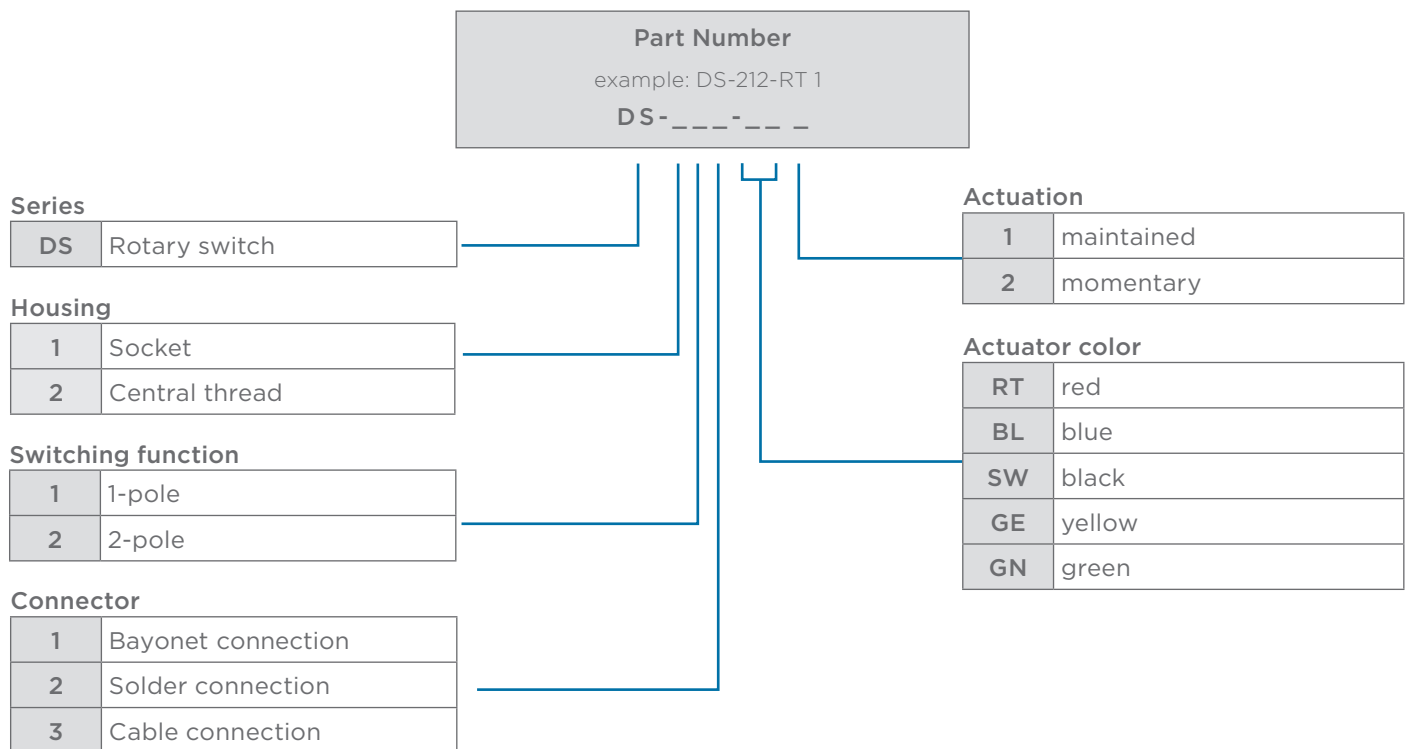 Part Number
example: DS-212-RT 1
DS-___-__ _
Series
DS Rotary switch
Housing
1 Socket
2 Central thread
Switching function
1 1-pole
2 2-pole
Connector
1 Bayonet connection
2 Solder connection
3 Cable connection
Actuation
1 maintained
2 momentary
Actuator color
RT red
BL blue
SW black
GE yellow
GN green